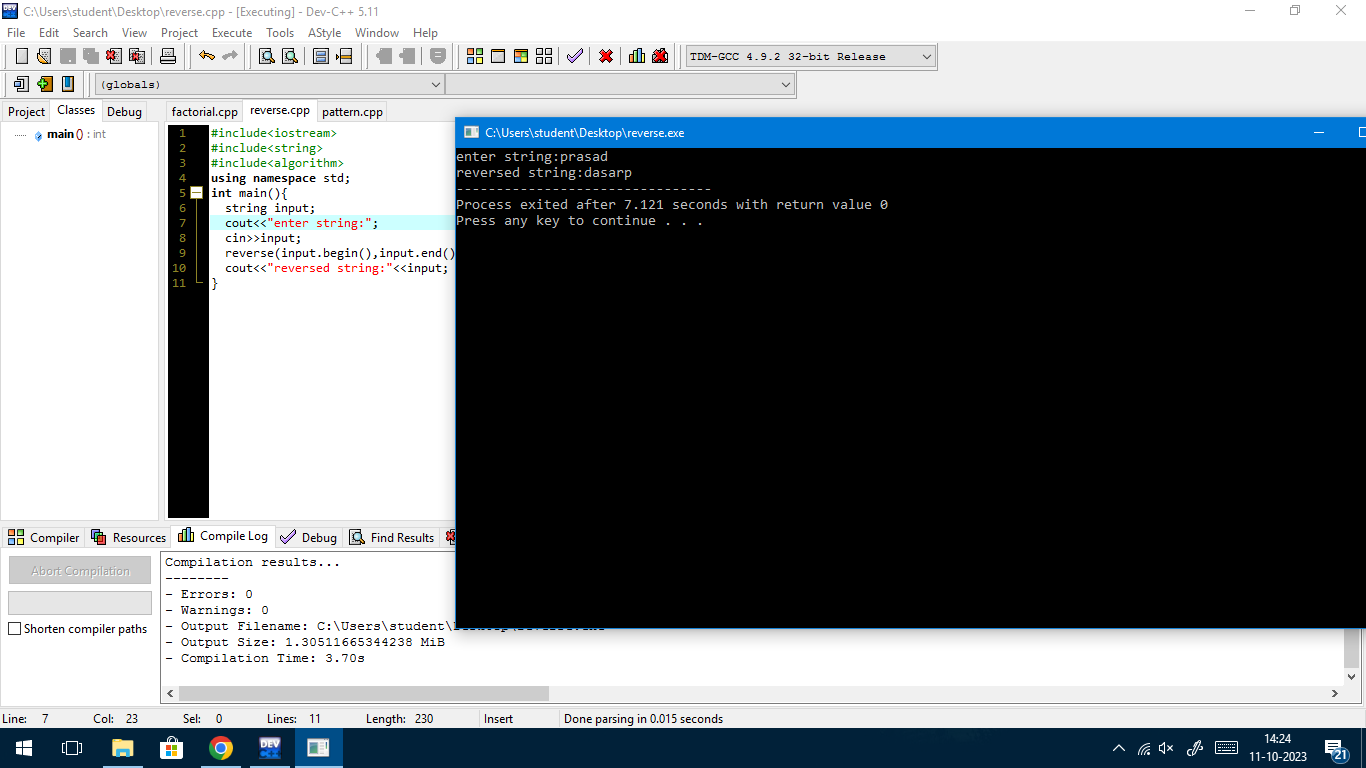 C:\Users\student\Desktop\reverse.cpp - [Executing] - Dev-C++ 5.11
File Edit Search View Project Execute Tools AStyle Window Help
TDM-GCC 4.9.2 32-bit Release
(globals)
Project Classes Debug
factorial.cpp reverse.cpp pattern.cpp
main () : int
1 #include<iostream>
2 #include<string>
3 #include<algorithm>
4 using namespace std;
5 int main(){
6 string input;
7 cout<<"enter string:";
8 cin>>input;
9 reverse(input.begin(),input.end()
10 cout<<"reversed string:"<<input;
11 }
C:\Users\student\Desktop\reverse.exe
enter string:prasad
reversed string:dasarp
--------------------------------
Process exited after 7.121 seconds with return value 0
Press any key to continue . . .
Compiler Resources Compile Log Debug Find Results
Abort Compilation
Shorten compiler paths
Compilation results...
--------
- Errors: 0
- Warnings: 0
- Output Filename: C:\Users\student\
- Output Size: 1.30511665344238 MiB
- Compilation Time: 3.70s
Line: 7 Col: 23 Sel: 0 Lines: 11 Length: 230 Insert Done parsing in 0.015 seconds
DEV
14:24
11-10-2023
21